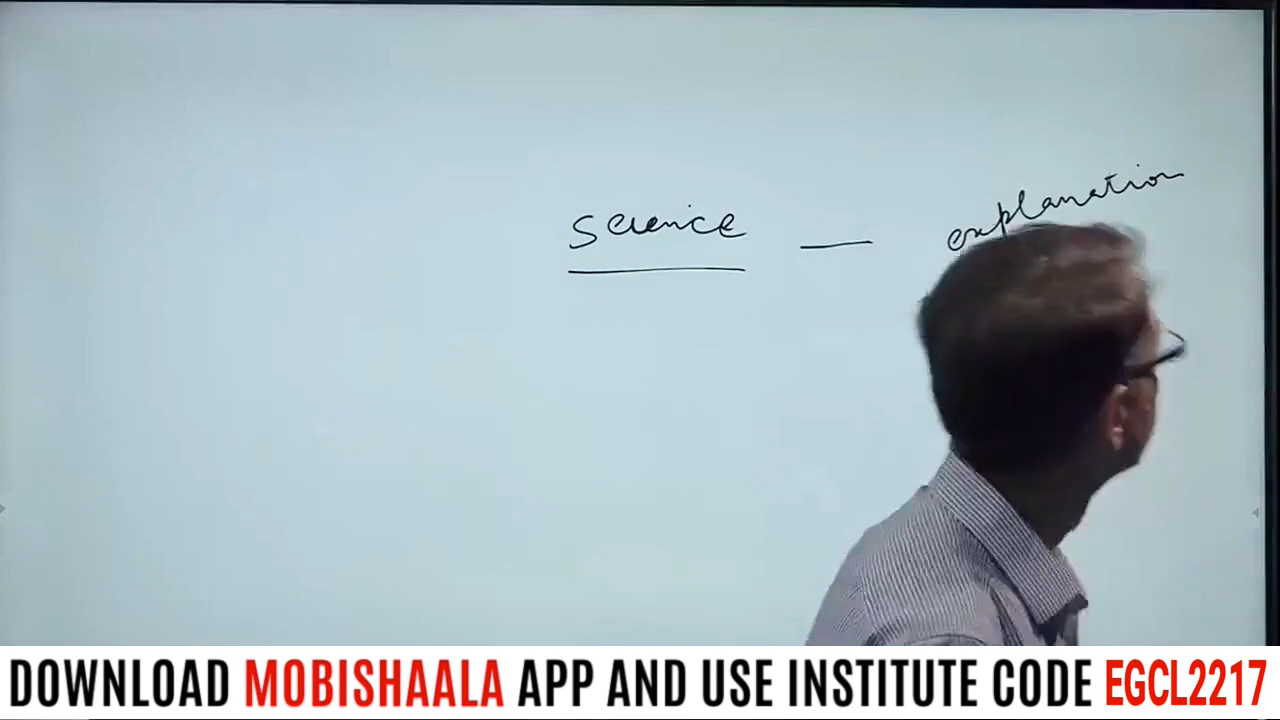 science — explanation
DOWNLOAD MOBISHAALA APP AND USE INSTITUTE CODE EGCL2217